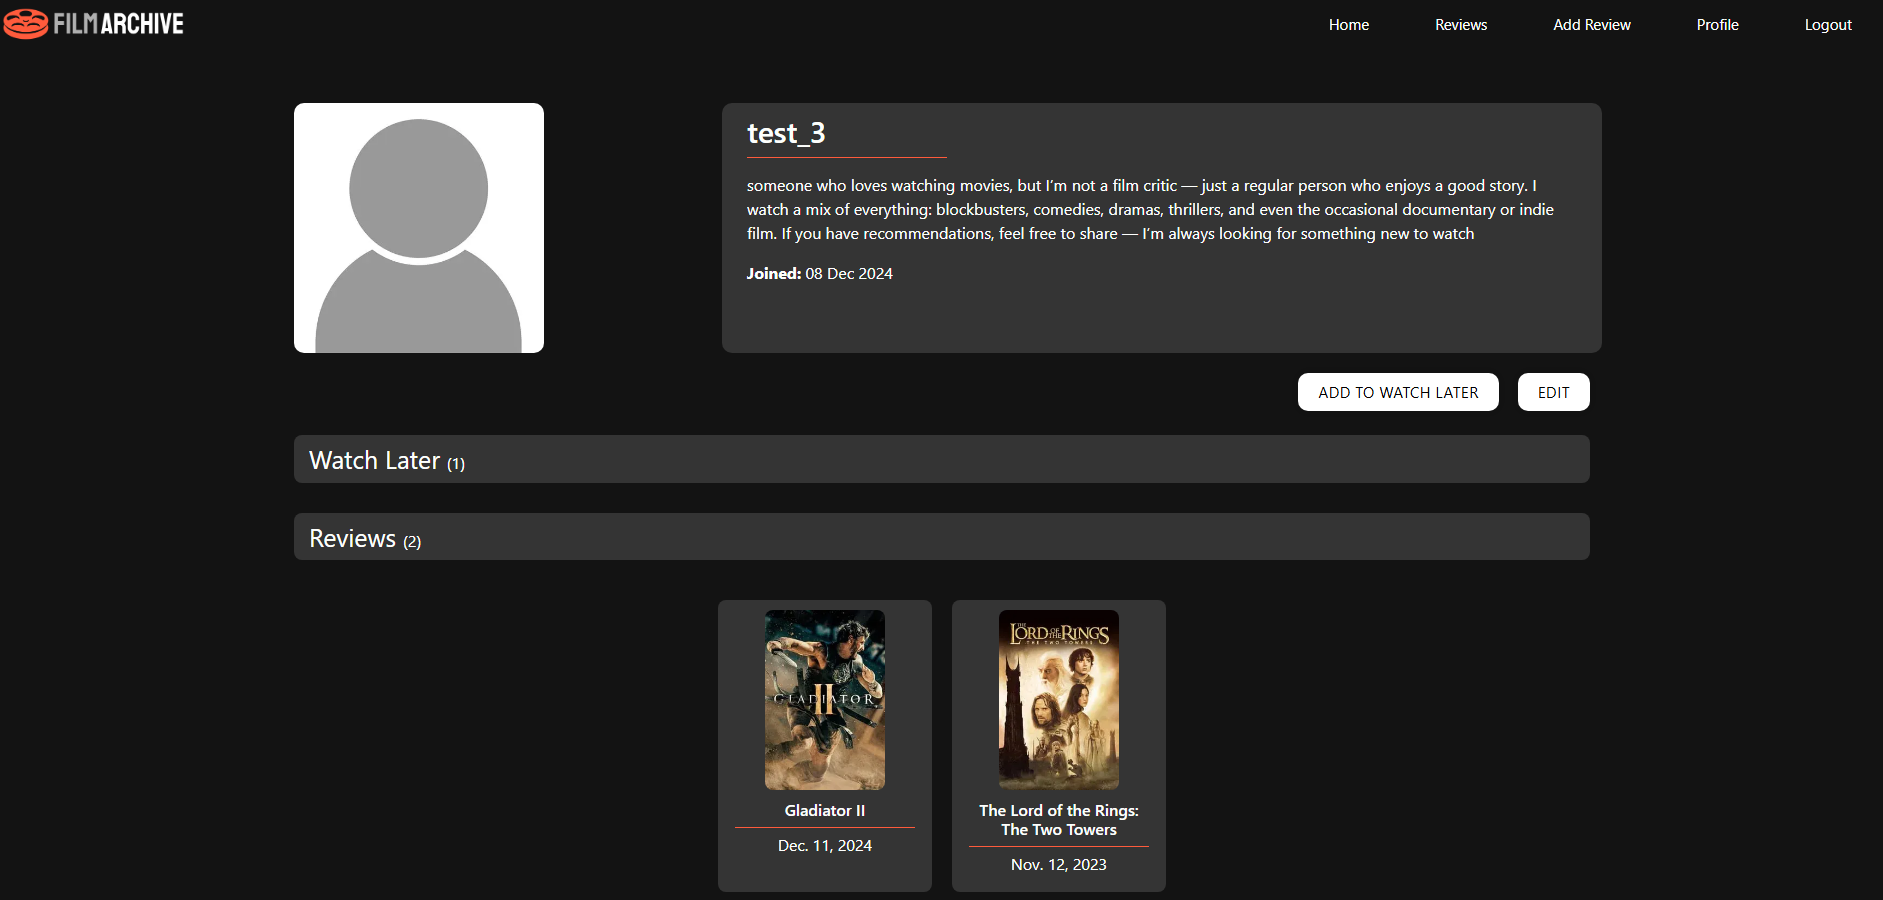 FILMARCHIVE
Home
Reviews
Add Review
Profile
Logout
test_3
someone who loves watching movies, but I’m not a film critic — just a regular person who enjoys a good story. I
watch a mix of everything: blockbusters, comedies, dramas, thrillers, and even the occasional documentary or indie
film. If you have recommendations, feel free to share — I’m always looking for something new to watch
Joined: 08 Dec 2024
ADD TO WATCH LATER
EDIT
Watch Later (1)
Reviews (2)
GLADIATOR
II
THE
LORD OF THE RINGS
THE TWO TOWERS
Gladiator II
Dec. 11, 2024
The Lord of the Rings:
The Two Towers
Nov. 12, 2023